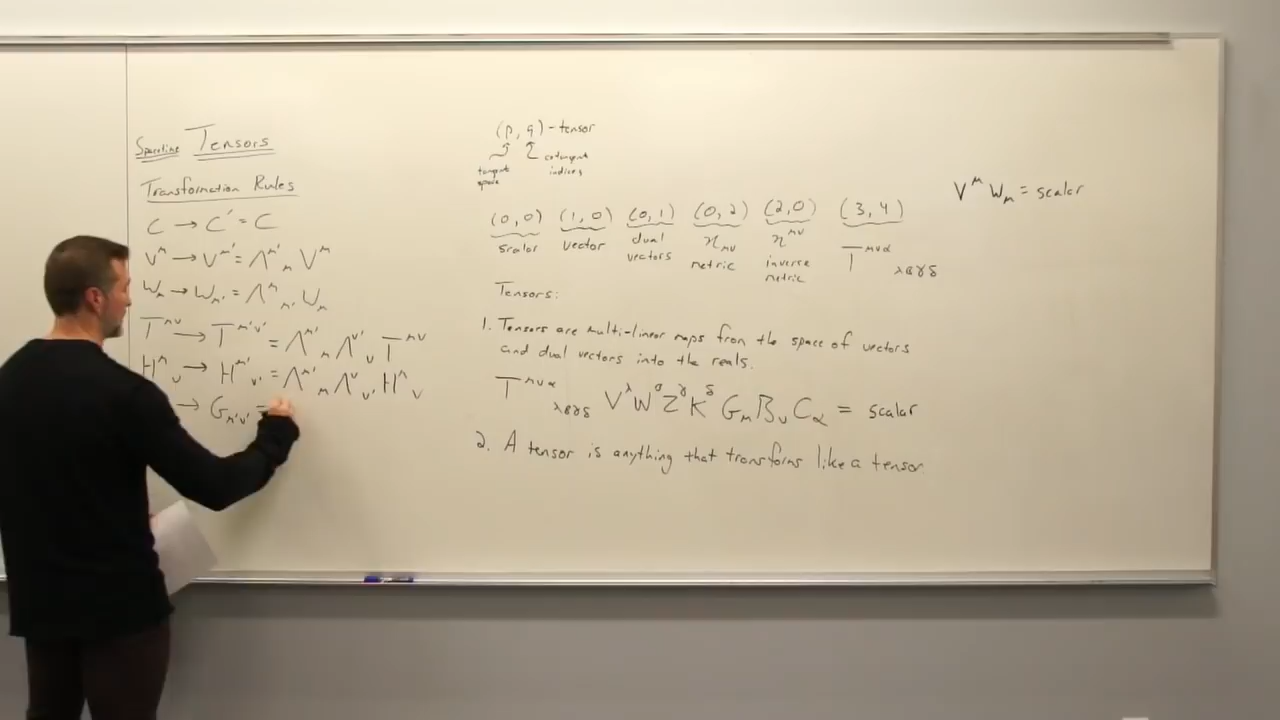 Spacetime Tensors
Transformation Rules
C → C' = C
V^μ → V^μ' = Λ^μ'_μ V^μ
W_μ → W_μ' = Λ^μ_μ' W_μ
T^μν → T^μ'ν' = Λ^μ'_μ Λ^ν'_ν T^μν
H^μ_ν → H^μ'_ν' = Λ^μ'_μ Λ^ν_ν' H^μ_ν
→ G_μ'ν' =
(p, q) - tensor
tangent space
cotangent indices
(0,0) (1,0) (0,1) (0,2) (2,0) (3,4)
scalar vector dual vectors η_μν metric η^μν inverse metric T^μνα_λβγδ
Tensors:
1. Tensors are multi-linear maps from the space of vectors
and dual vectors into the reals.
T^μνα_λβγδ V^λ W^σ Z^γ K^δ G_μ B_ν C_α = scalar
2. A tensor is anything that transforms like a tensor
V^μ W_μ = scalar